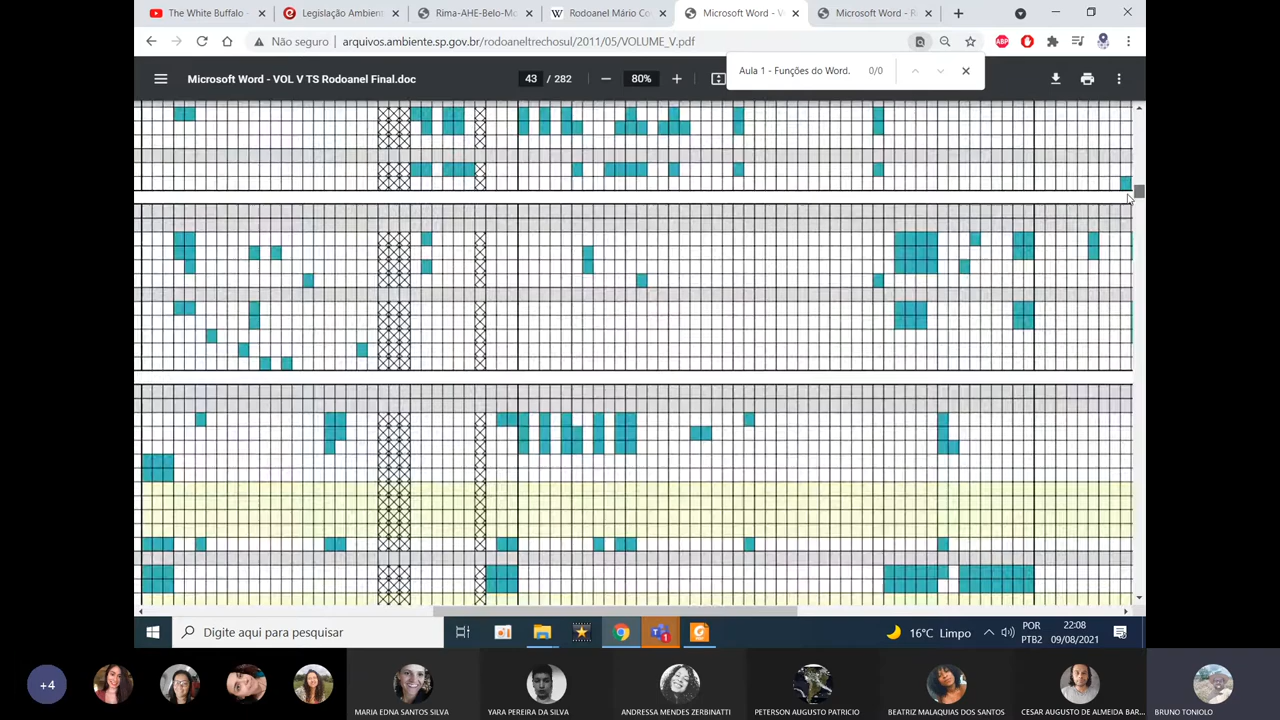 The White Buffalo -
Legislação Ambient
Rima-AHE-Belo-Mo
Rodoanel Mário Co
Microsoft Word - V
Microsoft Word - R
Não seguro
arquivos.ambiente.sp.gov.br/rodoaneltrechosul/2011/05/VOLUME_V.pdf
ABP
Microsoft Word - VOL V TS Rodoanel Final.doc
43 / 282
80%
Aula 1 - Funções do Word.
0/0
Digite aqui para pesquisar
1
16°C Limpo
POR
PTB2
22:08
09/08/2021
+4
MARIA EDNA SANTOS SILVA
YARA PEREIRA DA SILVA
ANDRESSA MENDES ZERBINATTI
PETERSON AUGUSTO PATRICIO
BEATRIZ MALAQUIAS DOS SANTOS
CESAR AUGUSTO DE ALMEIDA BAR...
BRUNO TONIOLO